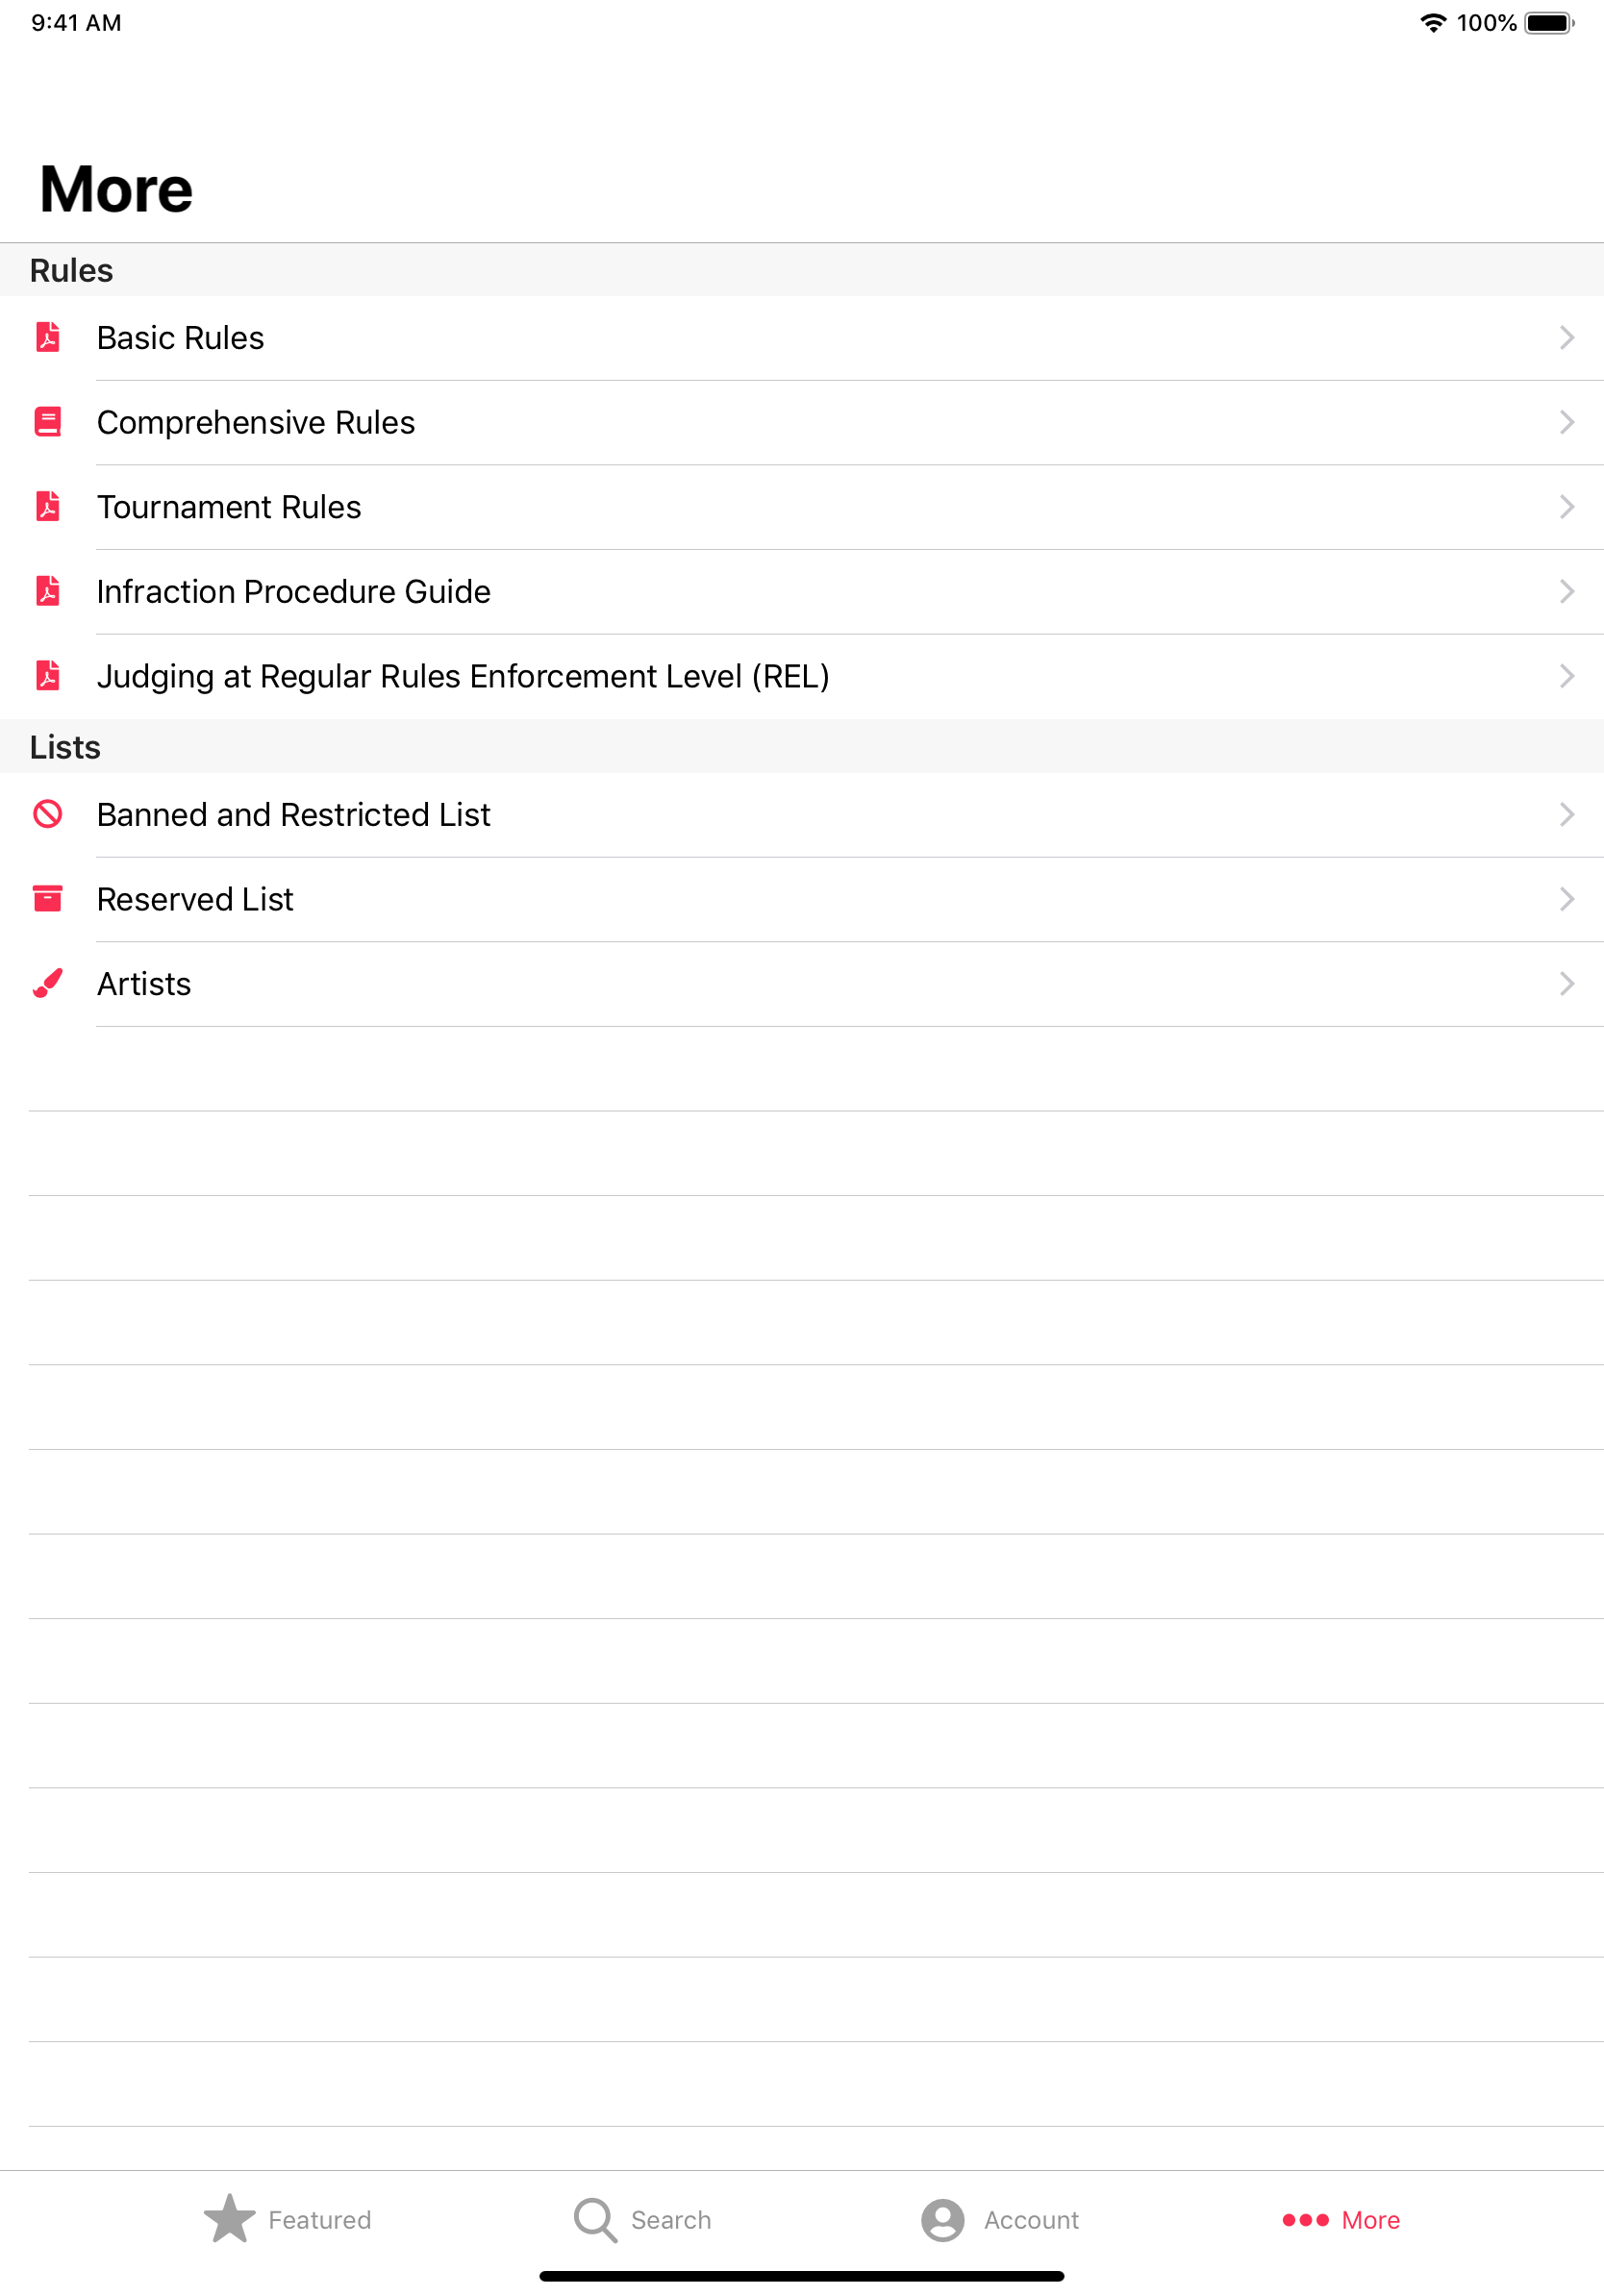 9:41 AM
100%
More
Rules
Basic Rules
Comprehensive Rules
Tournament Rules
Infraction Procedure Guide
Judging at Regular Rules Enforcement Level (REL)
Lists
Banned and Restricted List
Reserved List
Artists
Featured
Search
Account
More